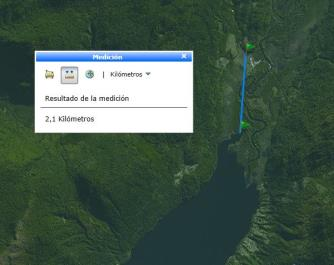 Medición
Kilómetros
Resultado de la medición
2,1 Kilómetros